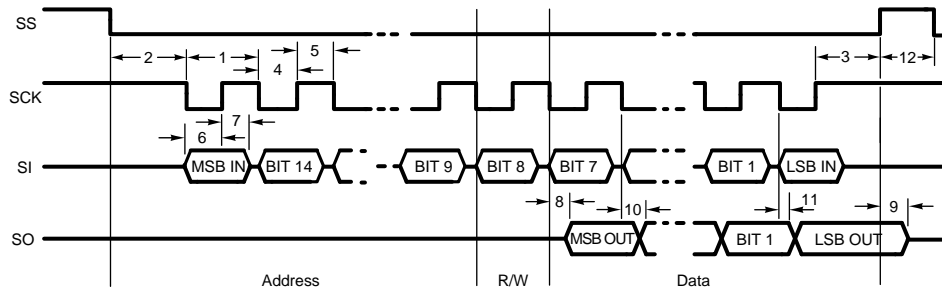 SS
2 1 5 3 12
4
SCK
7
6
SI MSB IN BIT 14 BIT 9 BIT 8 BIT 7 BIT 1 LSB IN
8 10 11 9
SO MSB OUT BIT 1 LSB OUT
Address R/W Data